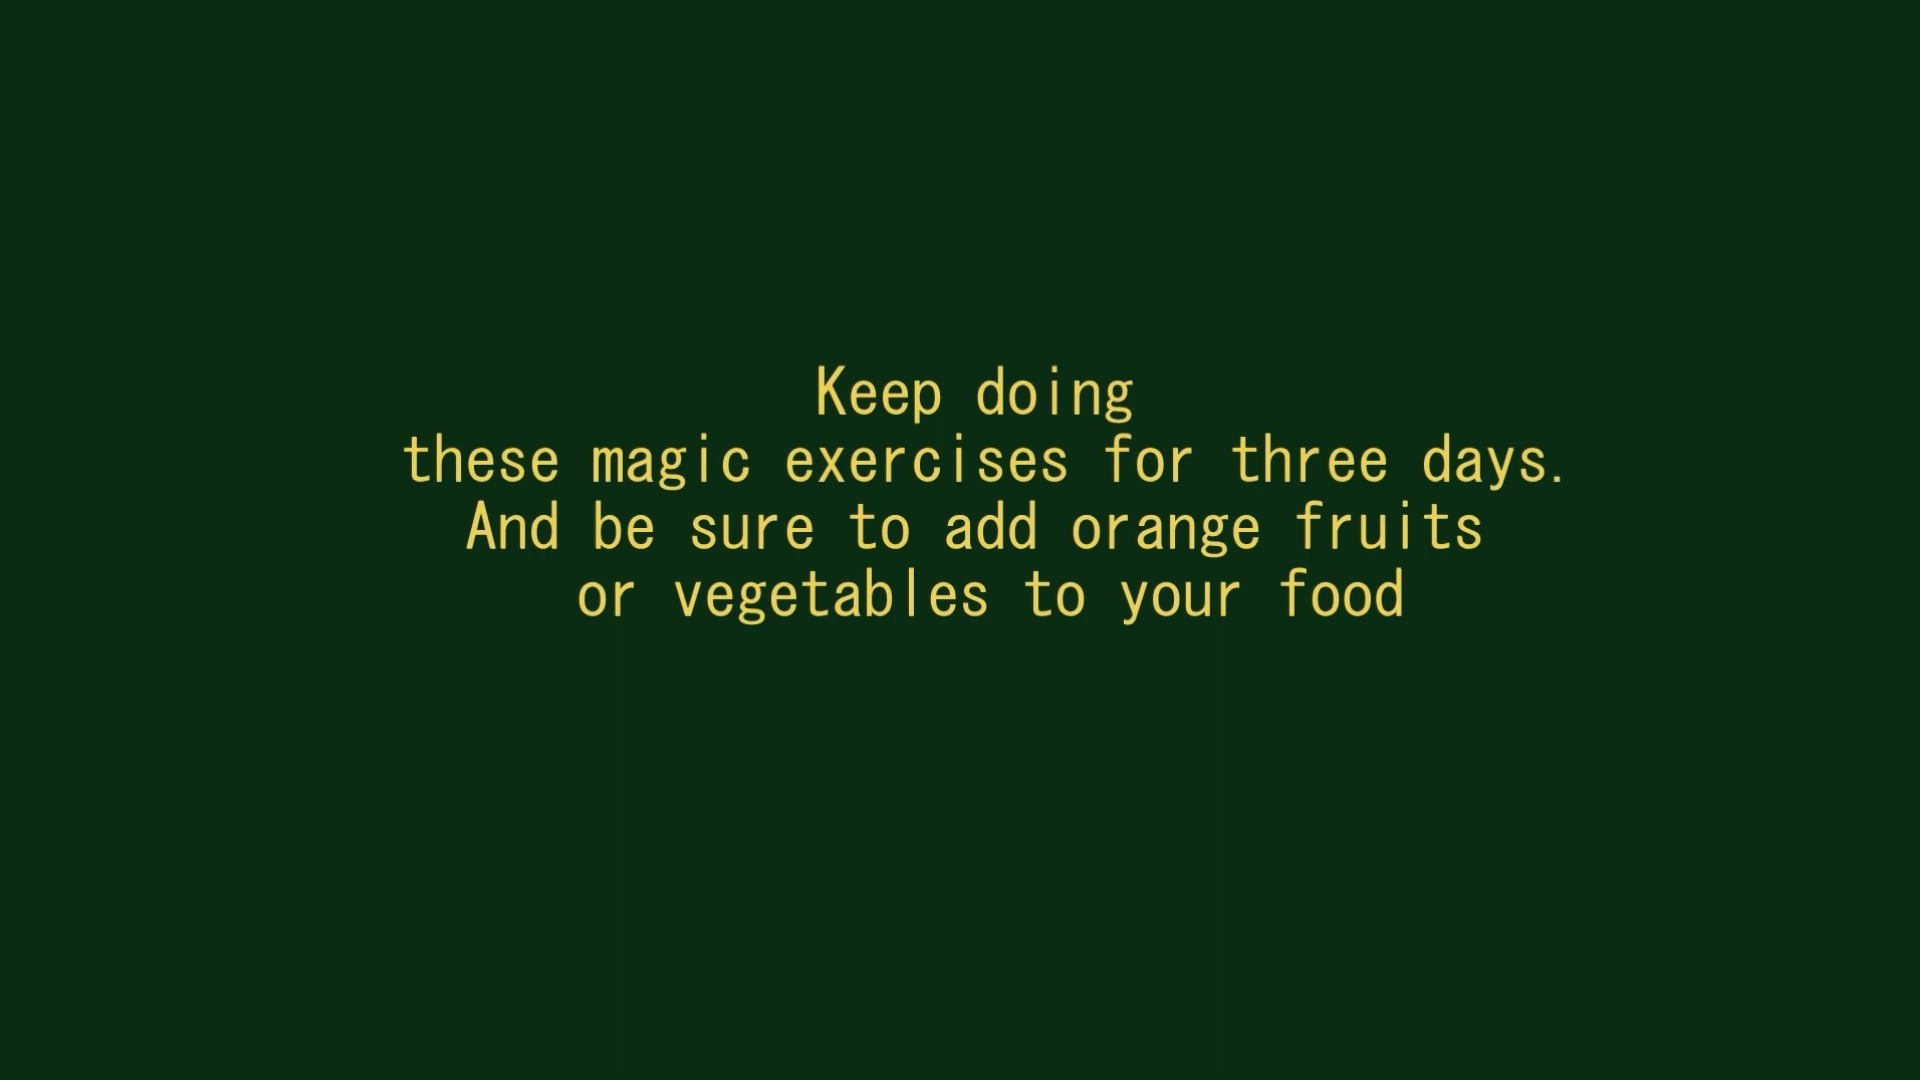 Keep doing
these magic exercises for three days.
And be sure to add orange fruits
or vegetables to your food